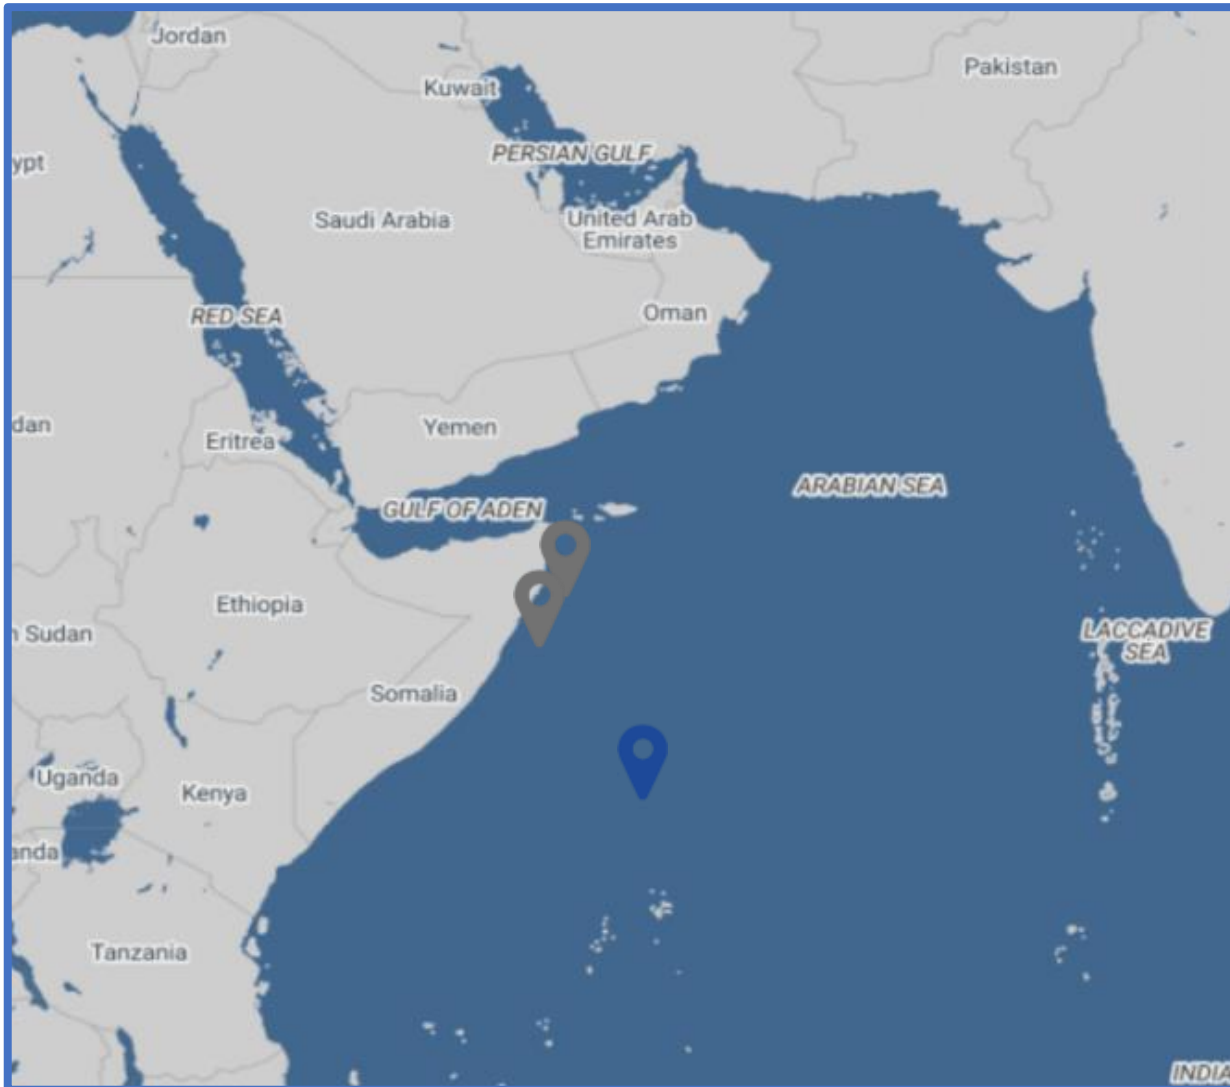 Jordan
Pakistan
Kuwait
PERSIAN GULF
ypt
Saudi Arabia
United Arab
Emirates
RED SEA
Oman
dan
Yemen
Eritrea
ARABIAN SEA
GULF OF ADEN
Ethiopia
n Sudan
LACCADIVE
SEA
Somalia
Uganda
Kenya
anda
Tanzania
INDIA